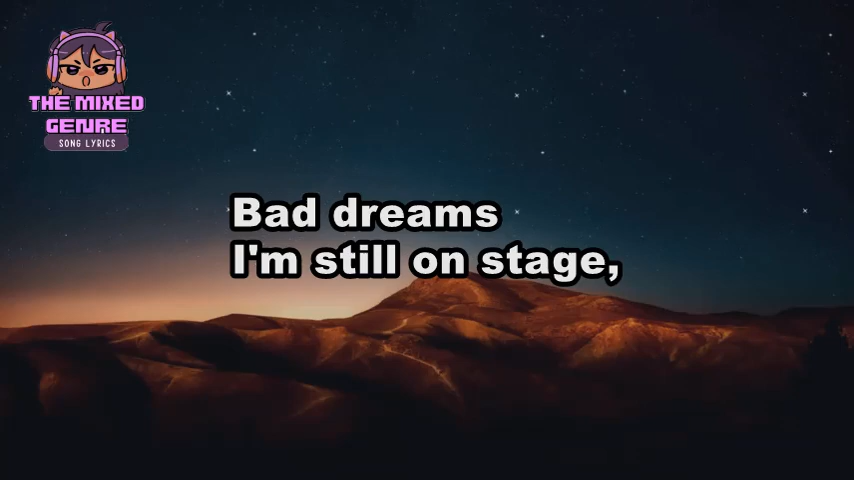 THE MIXED
GENRE
SONG LYRICS
Bad dreams
I'm still on stage,